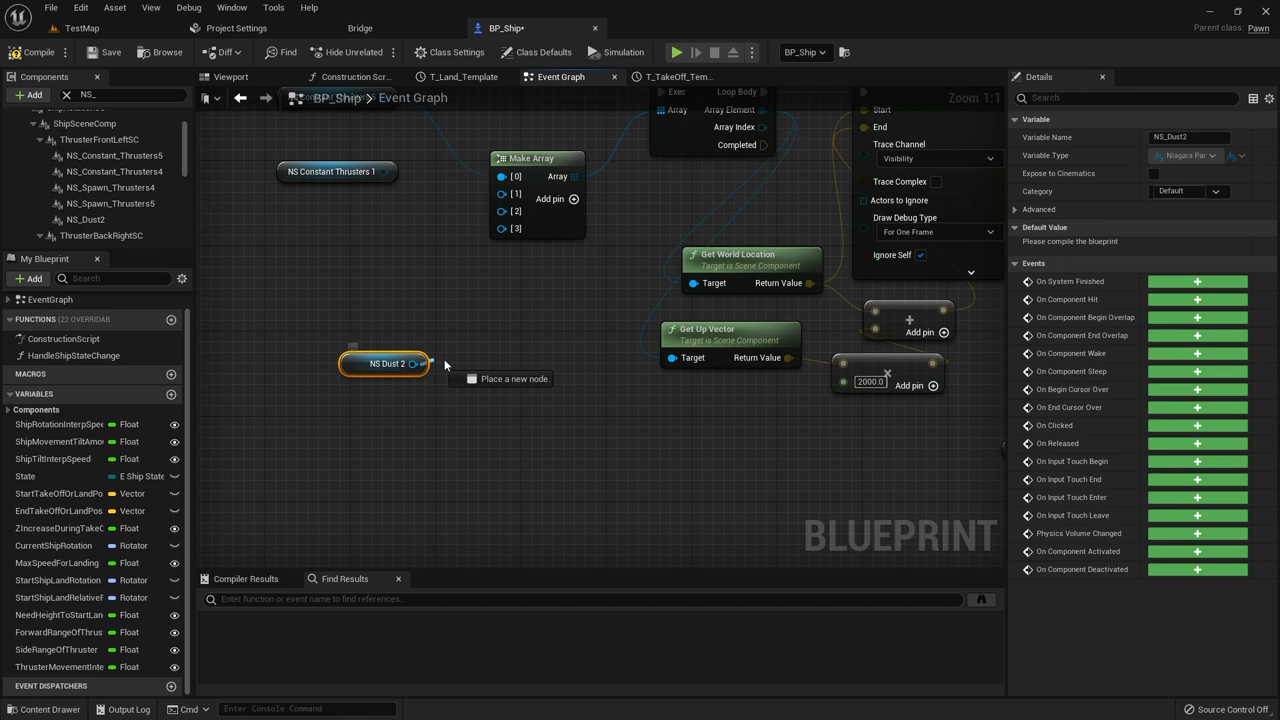 File Edit Asset View Debug Window Tools Help
TestMap Project Settings Bridge BP_Ship* Parent class: Pawn
Compile Save Browse Diff Find Hide Unrelated Class Settings Class Defaults Simulation BP_Ship
Components
Viewport Construction Scr... T_Land_Template Event Graph T_TakeOff_Tem...
Details
Add NS_
BP_Ship > Event Graph Zoom 1:1
Search
ShipSceneComp
ThrusterFrontLeftSC
NS_Constant_Thrusters5
NS_Constant_Thrusters4
NS_Spawn_Thrusters4
NS_Spawn_Thrusters5
NS_Dust2
ThrusterBackRightSC
My Blueprint
Add Search
EventGraph
FUNCTIONS (22 OVERRIDAB
ConstructionScript
HandleShipStateChange
MACROS
VARIABLES
Components
ShipRotationInterpSpe Float
ShipMovementTiltAmo Float
ShipTiltInterpSpeed Float
State E Ship State
StartTakeOffOrLandPo Vector
EndTakeOffOrLandPos Vector
ZIncreaseDuringTakeO Float
CurrentShipRotation Rotator
MaxSpeedForLanding Float
StartShipLandRotation Rotator
StartShipLandRelativeF Rotator
NeedHeightToStartLan Float
ForwardRangeOfThrus Float
SideRangeOfThruster Float
ThrusterMovementInte Float
EVENT DISPATCHERS
Exec Loop Body
Array Array Element
Array Index
Completed
NS Constant Thrusters 1
Make Array
[ 0] Array
[ 1]
Add pin
[ 2]
[ 3]
Start
End
Trace Channel
Visibility
Trace Complex
Actors to Ignore
Draw Debug Type
For One Frame
Ignore Self
Get World Location
Target is Scene Component
Target Return Value
+
Add pin
Get Up Vector
Target is Scene Component
Target Return Value
2000.0 Add pin
NS Dust 2
Place a new node.
BLUEPRINT
Compiler Results Find Results
Enter function or event name to find references...
Variable
Variable Name NS_Dust2
Variable Type Niagara Par
Expose to Cinematics
Category Default
Advanced
Default Value
Please compile the blueprint
Events
On System Finished +
On Component Hit +
On Component Begin Overlap +
On Component End Overlap +
On Component Wake +
On Component Sleep +
On Begin Cursor Over +
On End Cursor Over +
On Clicked +
On Released +
On Input Touch Begin +
On Input Touch End +
On Input Touch Enter +
On Input Touch Leave +
Physics Volume Changed +
On Component Activated +
On Component Deactivated +
Content Drawer Output Log Cmd Enter Console Command Source Control Off